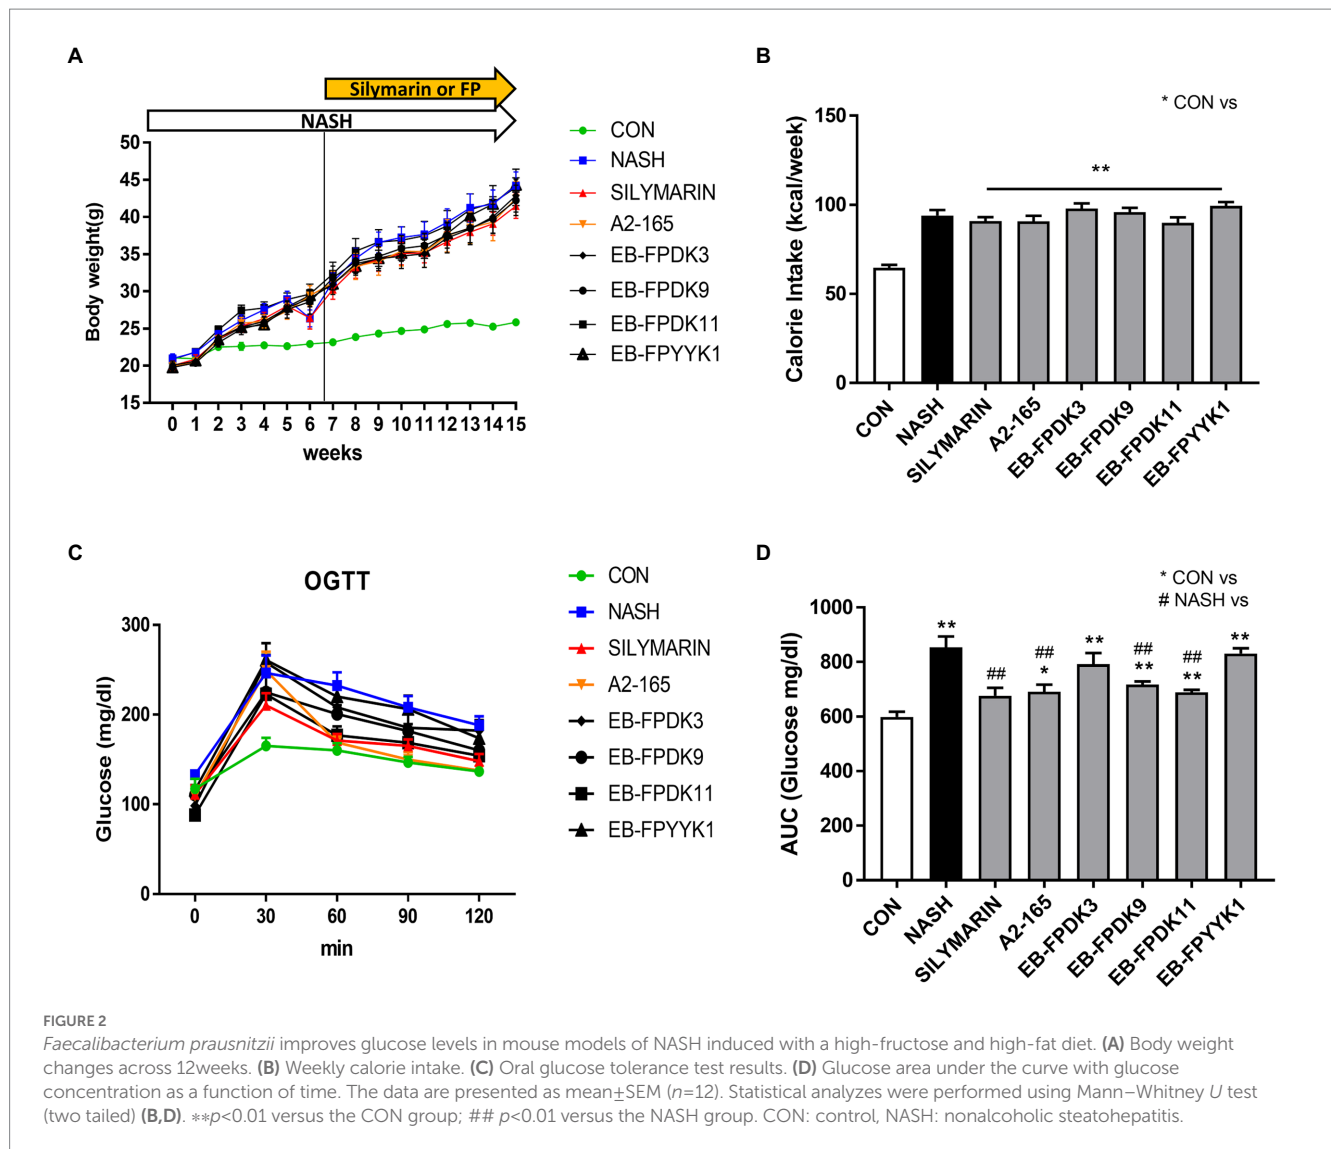 A
Silymarin or FP
NASH
50
45
40
35
30
25
20
15
Body weight(g)
0 1 2 3 4 5 6 7 8 9 10 11 12 13 14 15
weeks
CON
NASH
SILYMARIN
A2-165
EB-FPDK3
EB-FPDK9
EB-FPDK11
EB-FPYYK1
B
* CON vs
**
150
100
50
0
Calorie Intake (kcal/week)
CON
NASH
SILYMARIN
A2-165
EB-FPDK3
EB-FPDK9
EB-FPDK11
EB-FPYYK1
C
OGTT
300
200
100
0
Glucose (mg/dl)
0 30 60 90 120
min
CON
NASH
SILYMARIN
A2-165
EB-FPDK3
EB-FPDK9
EB-FPDK11
EB-FPYYK1
D
* CON vs
# NASH vs
1000
800
600
400
200
0
AUC (Glucose mg/dl)
**
##
##
*
**
##
**
##
**
**
CON
NASH
SILYMARIN
A2-165
EB-FPDK3
EB-FPDK9
EB-FPDK11
EB-FPYYK1
FIGURE 2
Faecalibacterium prausnitzii improves glucose levels in mouse models of NASH induced with a high-fructose and high-fat diet. (A) Body weight
changes across 12weeks. (B) Weekly calorie intake. (C) Oral glucose tolerance test results. (D) Glucose area under the curve with glucose
concentration as a function of time. The data are presented as mean±SEM (n=12). Statistical analyzes were performed using Mann–Whitney U test
(two tailed) (B,D). **p<0.01 versus the CON group; ## p<0.01 versus the NASH group. CON: control, NASH: nonalcoholic steatohepatitis.